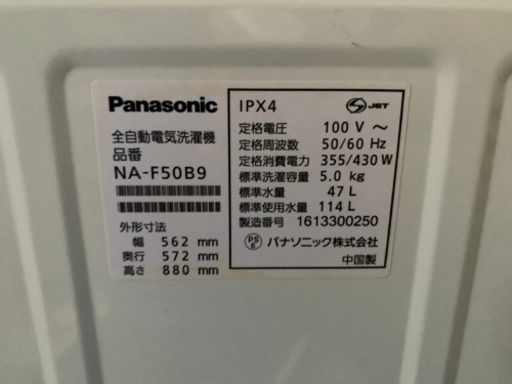 Panasonic
全自動電気洗濯機
品番
NA-F50B9
外形寸法
幅 562 mm
奥行 572 mm
高さ 880 mm
IPX4
S JET
定格電圧 100 V ～
定格周波数 50/60 Hz
定格消費電力 355/430 W
標準洗濯容量 5.0 kg
標準水量 47 L
標準使用水量 114 L
製造番号 1613300250
PS E パナソニック株式会社
中国製